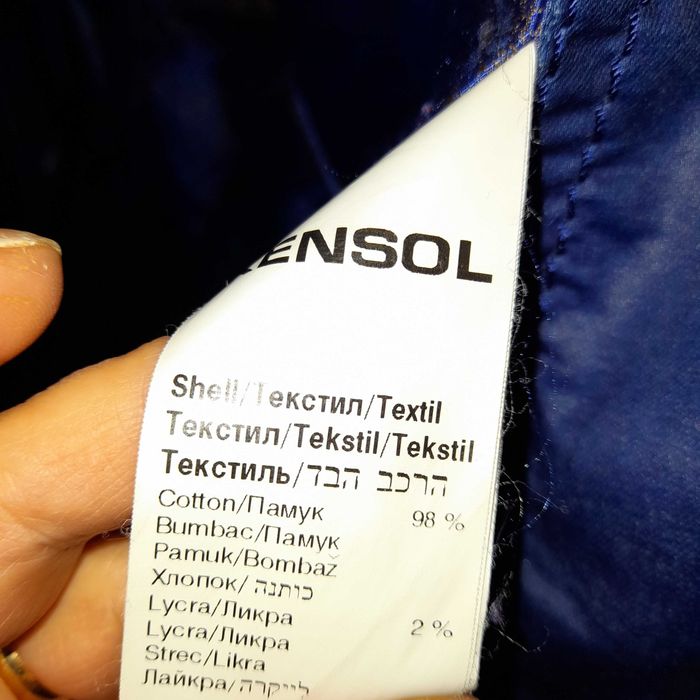 ENSOL
Shell/Текстил/Textil
Текстил/Tekstil/Tekstil
Текстиль/הרכב הבד
Cotton/Памук 98 %
Bumbac/Памук
Pamuk/Bombaž
Хлопок/כותנה
Lycra/Ликра 2 %
Lycra/Ликра
Strec/Likra
Лайкра/לייקרה